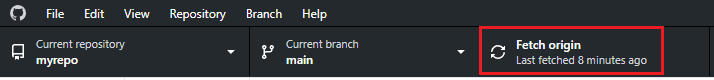 File Edit View Repository Branch Help
Current repository
myrepo
Current branch
main
Fetch origin
Last fetched 8 minutes ago